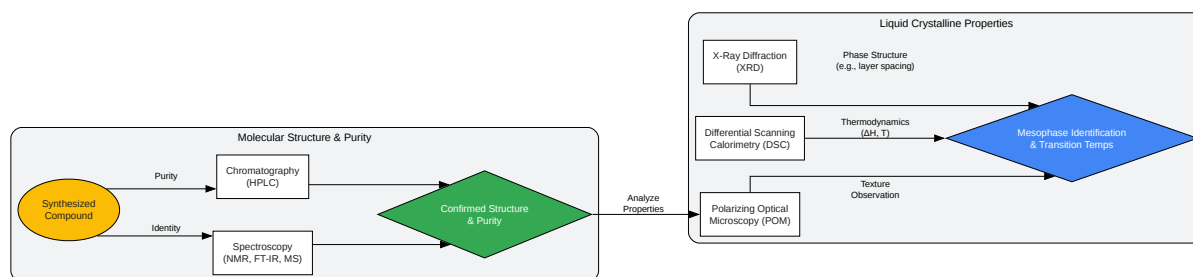 Molecular Structure & Purity
Synthesized
Compound
Purity
Chromatography
(HPLC)
Identity
Spectroscopy
(NMR, FT-IR, MS)
Confirmed Structure
& Purity
Analyze
Properties
Liquid Crystalline Properties
X-Ray Diffraction
(XRD)
Phase Structure
(e.g., layer spacing)
Differential Scanning
Calorimetry (DSC)
Thermodynamics
(ΔH, T)
Polarizing Optical
Microscopy (POM)
Texture
Observation
Mesophase Identification
& Transition Temps